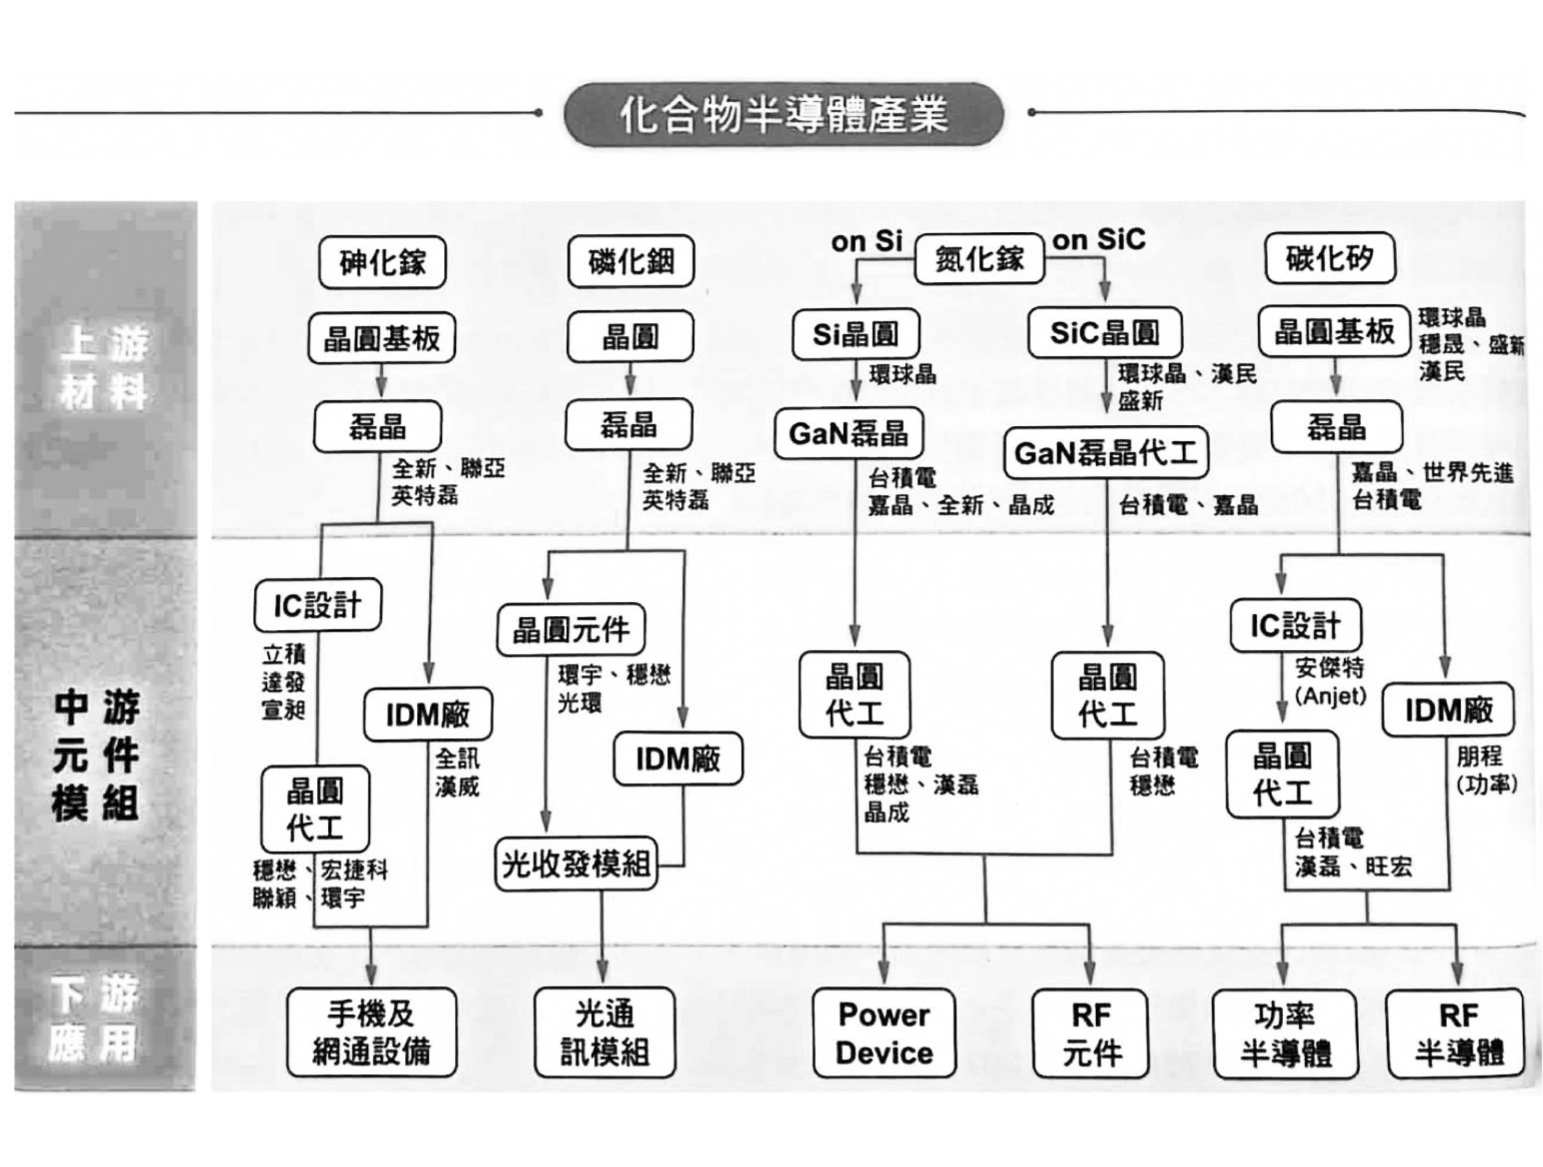 化合物半導體產業
上游
材料
砷化鎵
晶圓基板
磊晶
全新、聯亞
英特磊
磷化銦
晶圓
磊晶
全新、聯亞
英特磊
on Si
氮化鎵
on SiC
Si晶圓
環球晶
GaN磊晶
台積電
嘉晶、全新、晶成
SiC晶圓
環球晶、漢民
盛新
GaN磊晶代工
台積電、嘉晶
碳化矽
晶圓基板
環球晶
穩晟、盛新
漢民
磊晶
嘉晶、世界先進
台積電
中游
元件
模組
IC設計
立積
達發
宣昶
晶圓
代工
穩懋、宏捷科
聯穎、環宇
IDM廠
全訊
漢威
晶圓元件
環宇、穩懋
光環
IDM廠
光收發模組
晶圓
代工
台積電
穩懋、漢磊
晶成
晶圓
代工
台積電
穩懋
IC設計
安傑特
(Anjet)
晶圓
代工
台積電
漢磊、旺宏
IDM廠
朋程
(功率)
下游
應用
手機及
網通設備
光通
訊模組
Power
Device
RF
元件
功率
半導體
RF
半導體